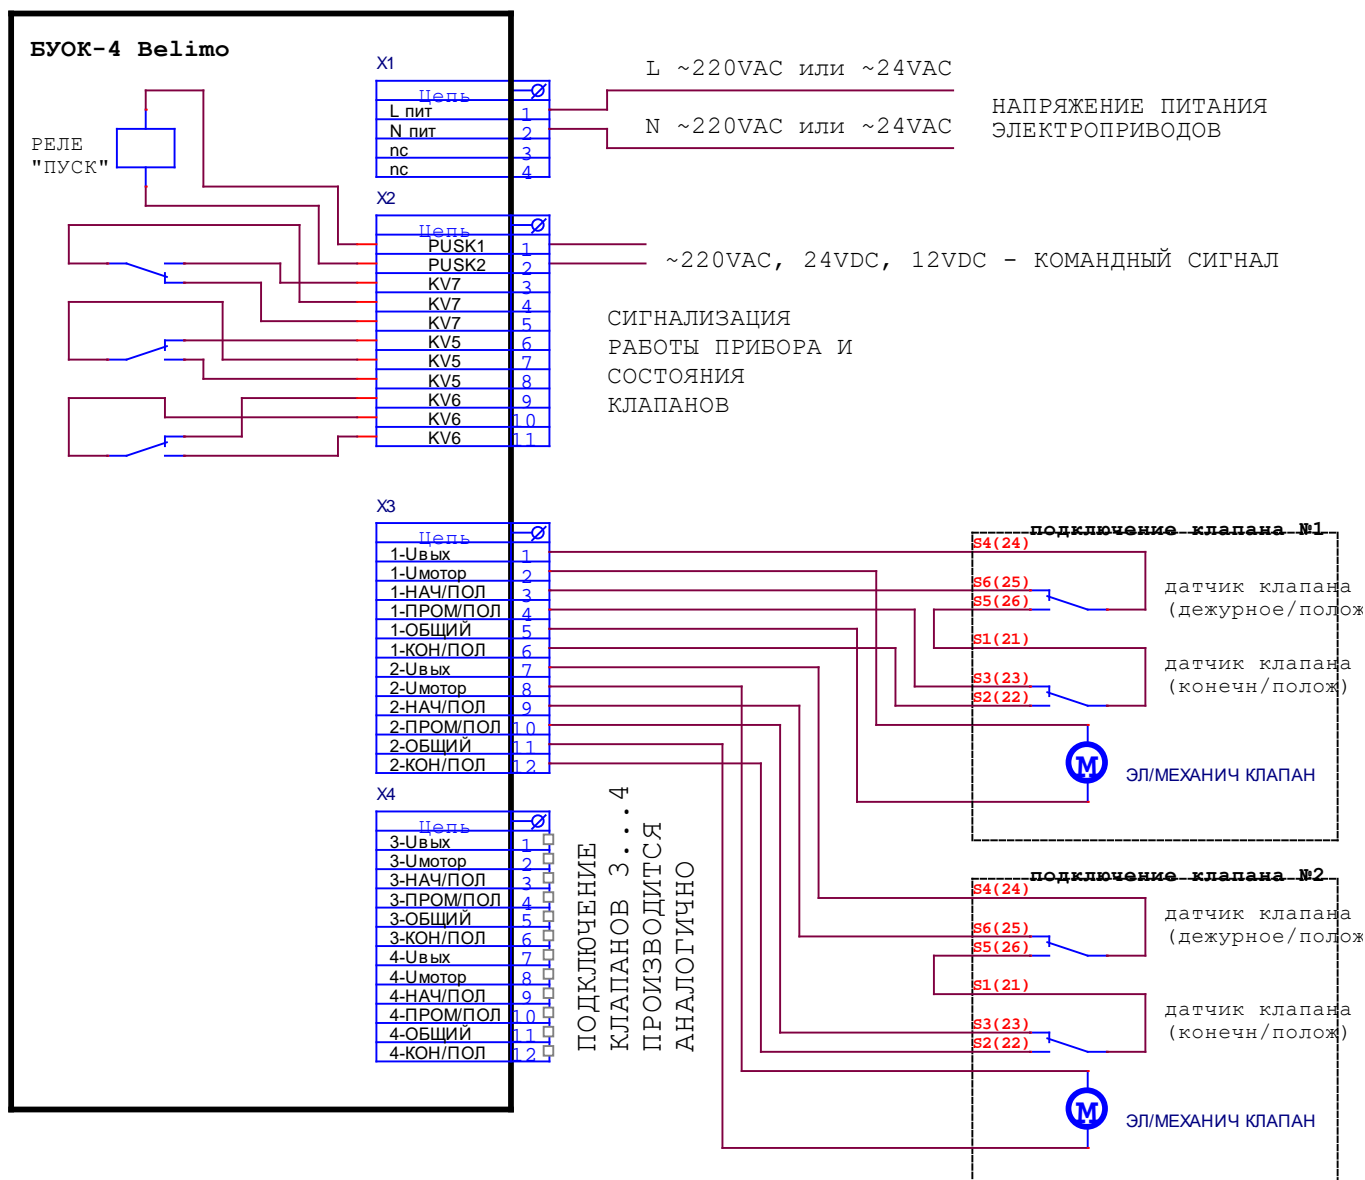 БУОК-4 Belimo
РЕЛЕ
"ПУСК"
X1
Цепь
L пит 1
N пит 2
nc 3
nc 4
L ~220VAC или ~24VAC
N ~220VAC или ~24VAC
НАПРЯЖЕНИЕ ПИТАНИЯ
ЭЛЕКТРОПРИВОДОВ
X2
Цепь
PUSK1 1
PUSK2 2
KV7 3
KV7 4
KV7 5
KV5 6
KV5 7
KV5 8
KV6 9
KV6 10
KV6 11
~220VAC, 24VDC, 12VDC - КОМАНДНЫЙ СИГНАЛ
СИГНАЛИЗАЦИЯ
РАБОТЫ ПРИБОРА И
СОСТОЯНИЯ
КЛАПАНОВ
X3
Цепь
1-Uвых 1
1-Uмотор 2
1-НАЧ/ПОЛ 3
1-ПРОМ/ПОЛ 4
1-ОБЩИЙ 5
1-КОН/ПОЛ 6
2-Uвых 7
2-Uмотор 8
2-НАЧ/ПОЛ 9
2-ПРОМ/ПОЛ 10
2-ОБЩИЙ 11
2-КОН/ПОЛ 12
X4
Цепь
3-Uвых 1
3-Uмотор 2
3-НАЧ/ПОЛ 3
3-ПРОМ/ПОЛ 4
3-ОБЩИЙ 5
3-КОН/ПОЛ 6
4-Uвых 7
4-Uмотор 8
4-НАЧ/ПОЛ 9
4-ПРОМ/ПОЛ 10
4-ОБЩИЙ 11
4-КОН/ПОЛ 12
ПОДКЛЮЧЕНИЕ
КЛАПАНОВ 3...4
ПРОИЗВОДИТСЯ
АНАЛОГИЧНО
подключение клапана №1
S4(24)
S6(25)
S5(26)
датчик клапана
(дежурное/полож
S1(21)
S3(23)
S2(22)
датчик клапана
(конечн/полож)
M
ЭЛ/МЕХАНИЧ КЛАПАН
подключение клапана №2
S4(24)
S6(25)
S5(26)
датчик клапана
(дежурное/полож
S1(21)
S3(23)
S2(22)
датчик клапана
(конечн/полож)
M
ЭЛ/МЕХАНИЧ КЛАПАН